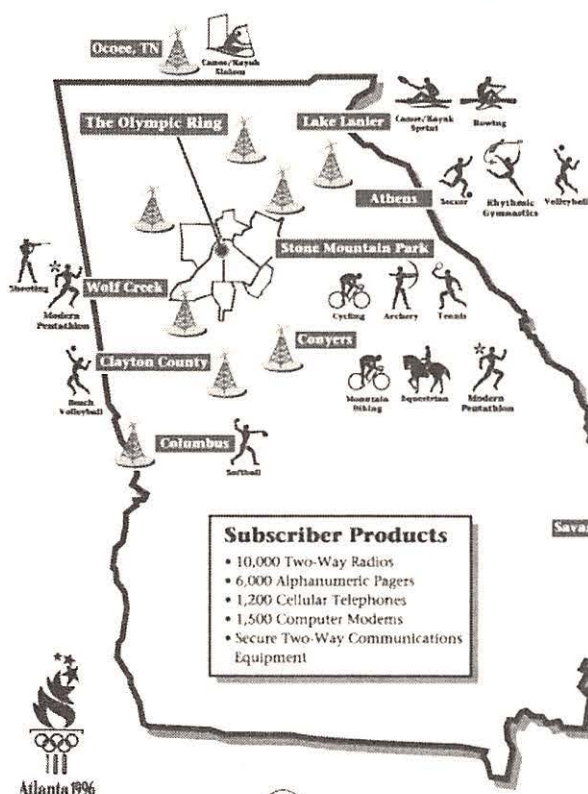 Ocoee, TN
Canoe/Kayak
Slalom
The Olympic Ring
Lake Lanier
Canoe/Kayak
Sprint
Rowing
Athens
Soccer
Rhythmic
Gymnastics
Volleyball
Stone Mountain Park
Shooting
Modern
Pentathlon
Wolf Creek
Cycling
Archery
Tennis
Conyers
Clayton County
Beach
Volleyball
Mountain
Biking
Equestrian
Modern
Pentathlon
Columbus
Softball
Sava
Subscriber Products
• 10,000 Two-Way Radios
• 6,000 Alphanumeric Pagers
• 1,200 Cellular Telephones
• 1,500 Computer Modems
• Secure Two-Way Communications
Equipment
Atlanta 1996